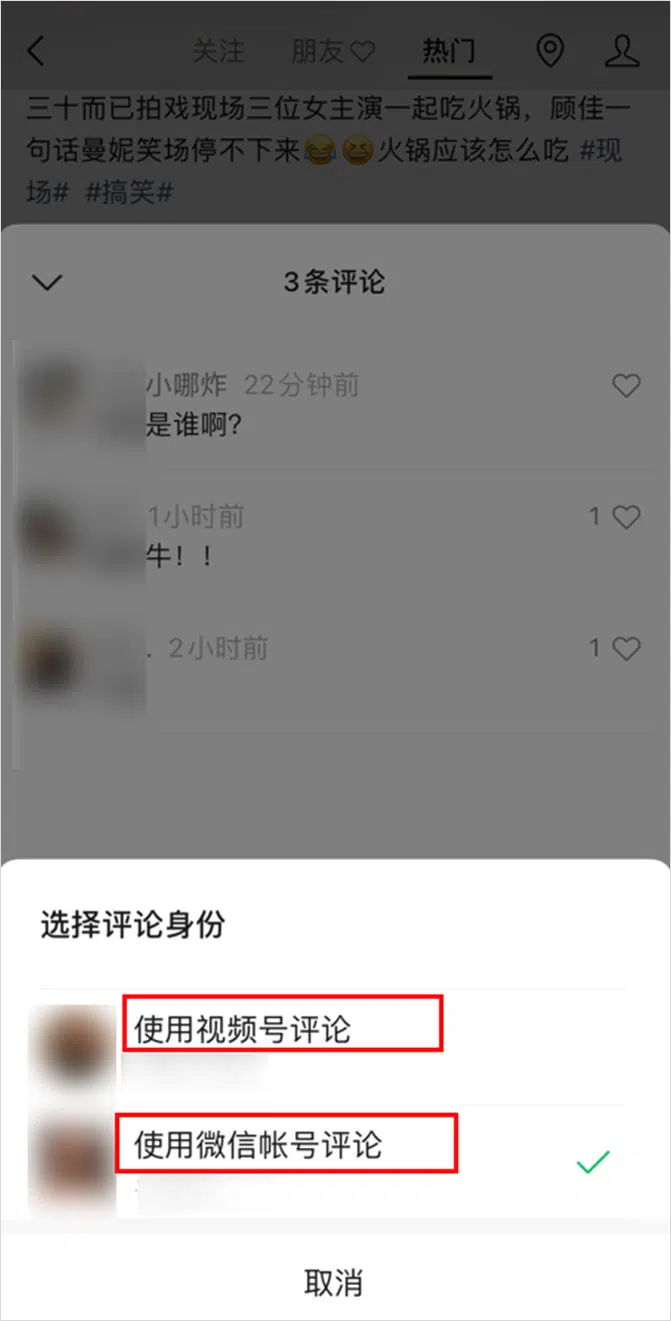 关注 朋友♡ 热门
三十而已拍戏现场三位女主演一起吃火锅，顾佳一
句话曼妮笑场停不下来😂😆火锅应该怎么吃 #现
场# #搞笑#
3条评论
小哪炸 22分钟前
是谁啊?
1小时前 1
牛！！
. 2小时前 1
选择评论身份
使用视频号评论
使用微信帐号评论
取消